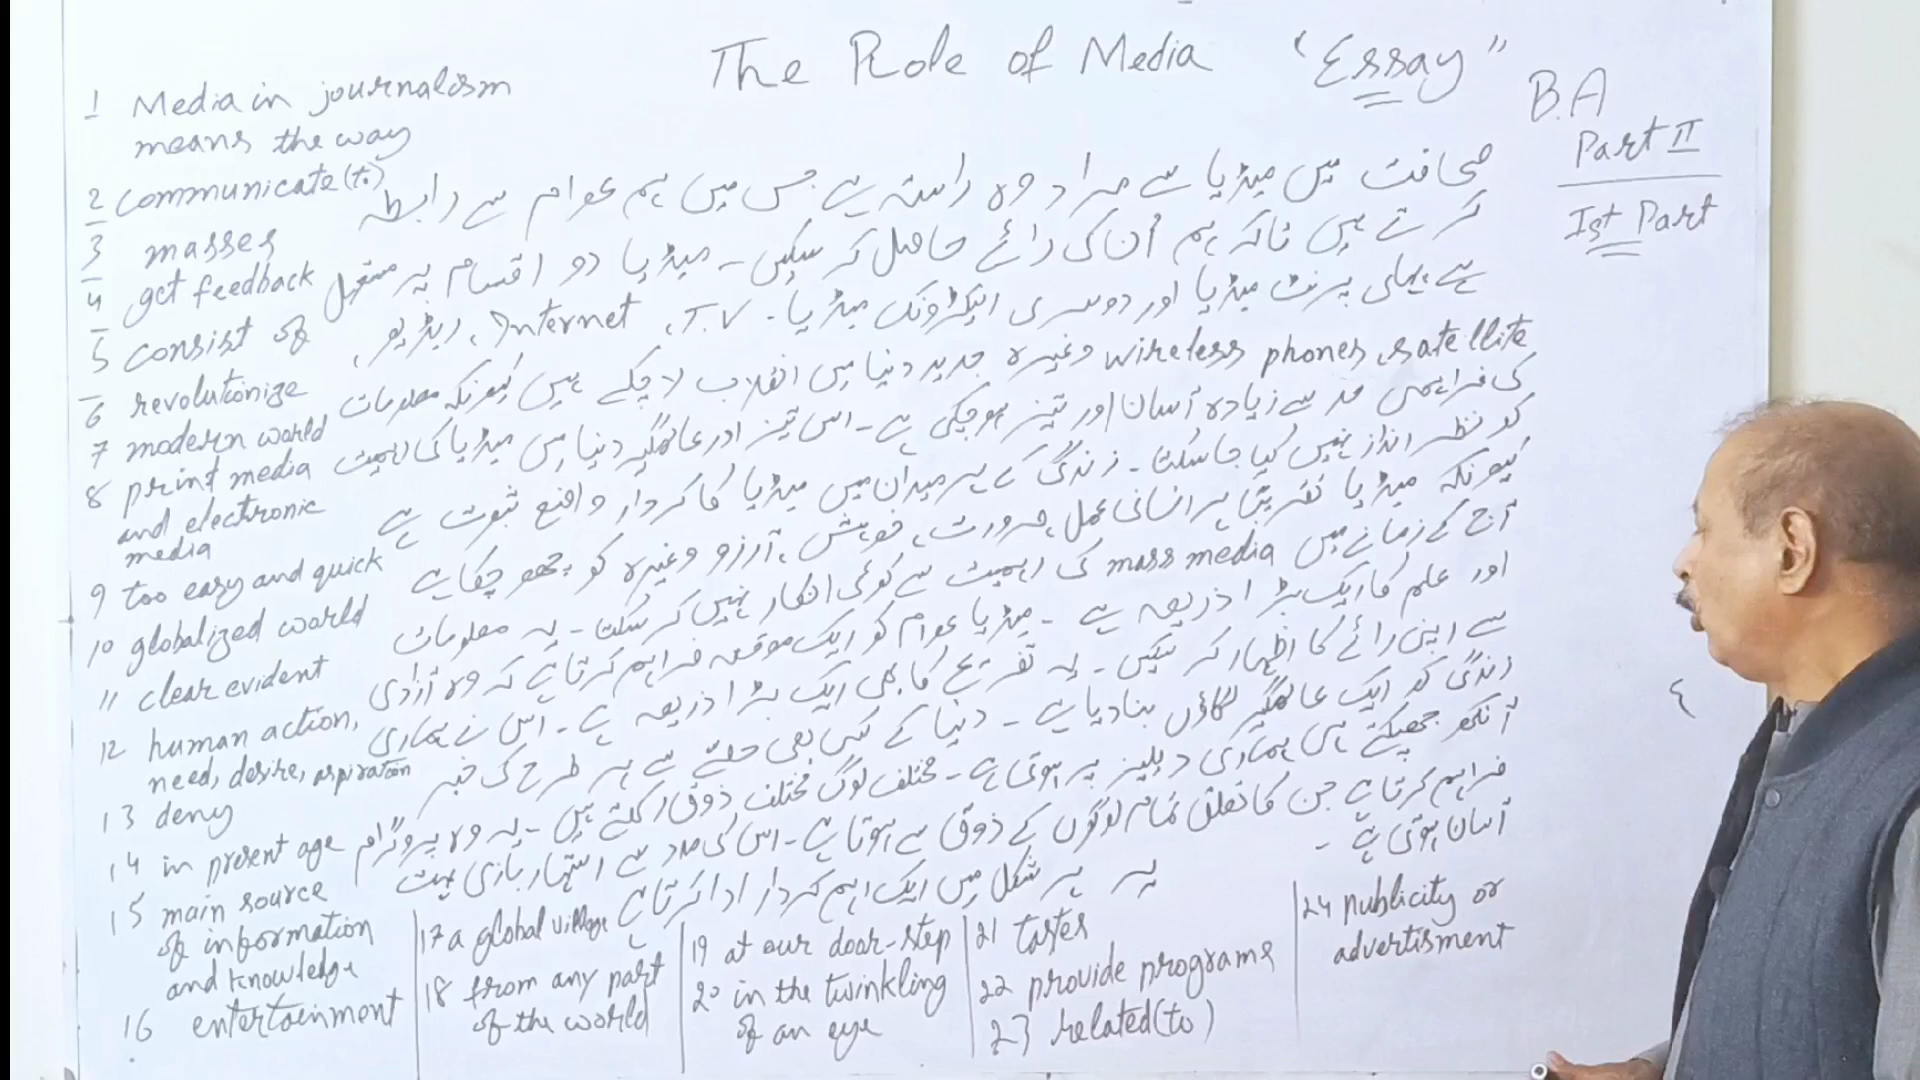 The Role of Media "Essay"
B.A
Part II
Ist Part
1 Media in journalism
means the way
2 communicate (to)
3 masses
4 get feedback
5 consist of
6 revolutionize
7 modern world
8 print media
and electronic
media
9 too easy and quick
10 globalized world
11 clear evident
12 human action,
need, desire, aspiration
13 deny
14 in present age
15 main source
of information
and knowledge
16 entertainment
صحافت میں میڈیا سے مراد وہ راستہ ہے جس میں ہم عوام سے رابطہ
کرتے ہیں تاکہ ہم اُن کی رائے حاصل کر سکیں ۔ میڈیا دو اقسام پر مشتمل
ہے، پہلی پرنٹ میڈیا اور دوسری الیکٹرونک میڈیا ۔ T.V ، Internet ، ریڈیو ،
wireless phones, satellite وغیرہ جدید دنیا میں انقلاب لا چکے ہیں کیونکہ معلومات
کی فراہمی حد سے زیادہ آسان اور تیز ہو چکی ہے ۔ اس تیز اور عالمگیر دنیا میں میڈیا کی اہمیت
کو نظر انداز نہیں کیا جا سکتا ۔ زندگی کے ہر میدان میں میڈیا کا کردار واضع ثبوت ہے
کیونکہ میڈیا تقریباً ہر انسانی عمل، ضرورت، خواہش، آرزو وغیرہ کو چھو چکا ہے
آج کے زمانے میں mass media کی اہمیت سے کوئی انکار نہیں کر سکتا ۔ یہ معلومات
اور علم کا ایک بڑا ذریعہ ہے ۔ میڈیا عوام کو ایک موقعہ فراہم کرتا ہے کہ وہ آزادی
سے اپنی رائے کا اظہار کر سکیں ۔ یہ تفریح کا بھی ایک بڑا ذریعہ ہے ۔ اس نے ہماری
زندگی کو ایک عالمگیر گاؤں بنا دیا ہے ۔ دنیا کے کسی بھی حصّے سے ہر طرح کی خبر
آنکھ جھپکتے ہی ہماری دہلیز پر ہوتی ہے ۔ مختلف لوگ مختلف ذوق رکھتے ہیں ۔ یہ وہ پروگرام
فراہم کرتا ہے جن کا تعلق تمام لوگوں کے ذوق سے ہوتا ہے ۔ اس کی مدد سے اشتہار بازی بہت
آسان ہوتی ہے ۔
یہ ہر شکل میں ایک اہم کردار ادا کرتا ہے
17 a global village
18 from any part
of the world
19 at our door-step
20 in the twinkling
of an eye
21 tastes
22 provide programs
23 related (to)
24 publicity or
advertisment